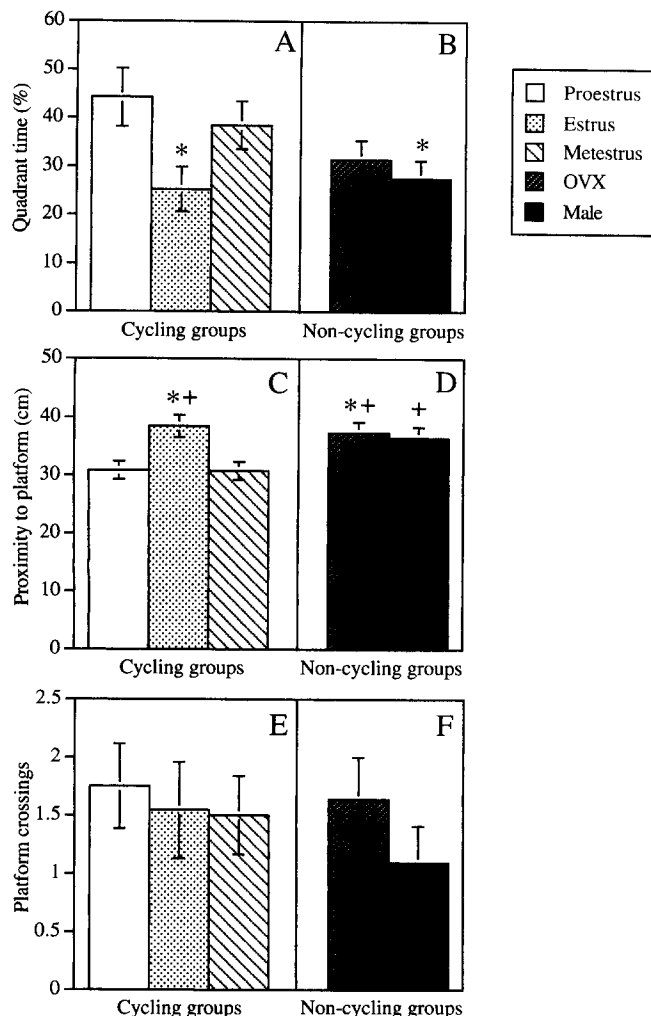 60
50
40
30
20
10
0
Quadrant time (%)
A
*
B
*
Cycling groups
Non-cycling groups
Proestrus
Estrus
Metestrus
OVX
Male
50
40
30
20
10
0
Proximity to platform (cm)
C
*+
D
*+
+
Cycling groups
Non-cycling groups
2.5
2
1.5
1
0.5
0
Platform crossings
E
F
Cycling groups
Non-cycling groups